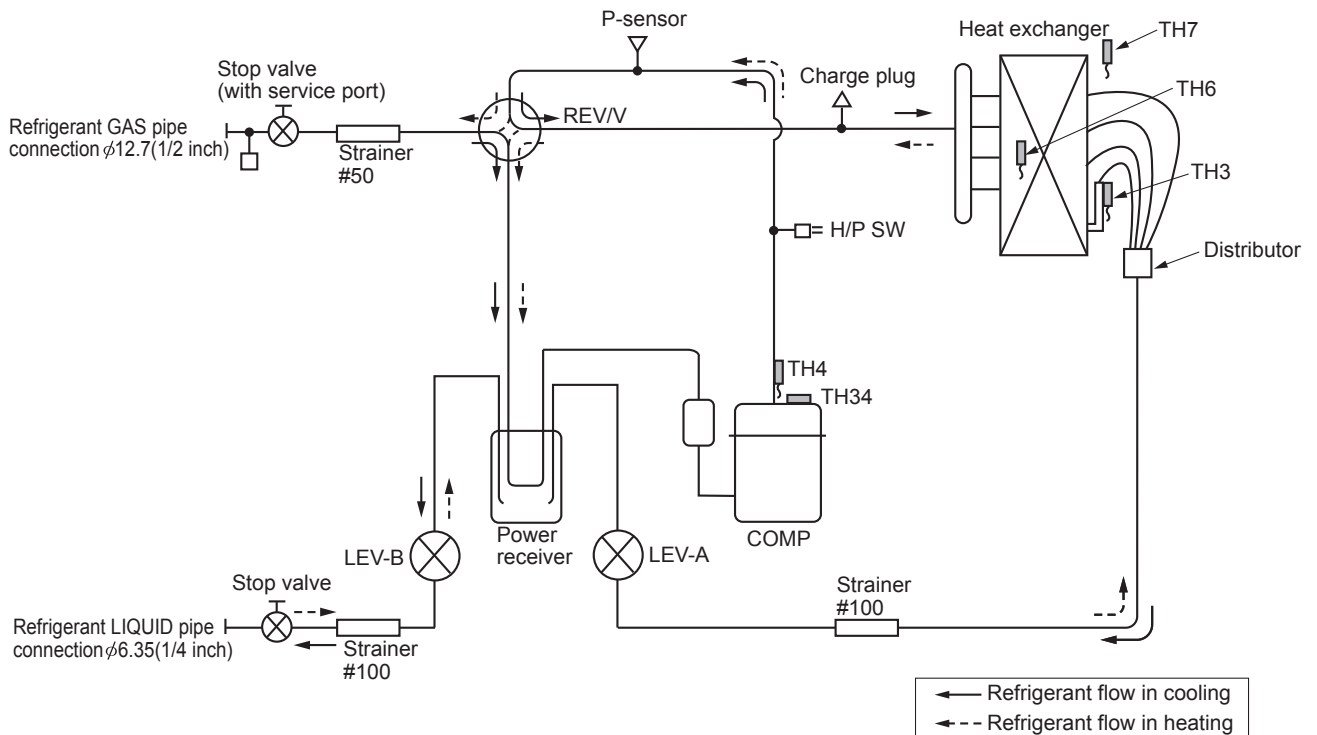 P-sensor
Heat exchanger
TH7
Stop valve
(with service port)
Charge plug
TH6
REV/V
Refrigerant GAS pipe
connection ϕ12.7(1/2 inch)
Strainer
#50
TH3
H/P SW
Distributor
TH4
TH34
Power
receiver
COMP
LEV-B
LEV-A
Stop valve
Strainer
#100
Refrigerant LIQUID pipe
connection ϕ6.35(1/4 inch)
Strainer
#100
Refrigerant flow in cooling
Refrigerant flow in heating